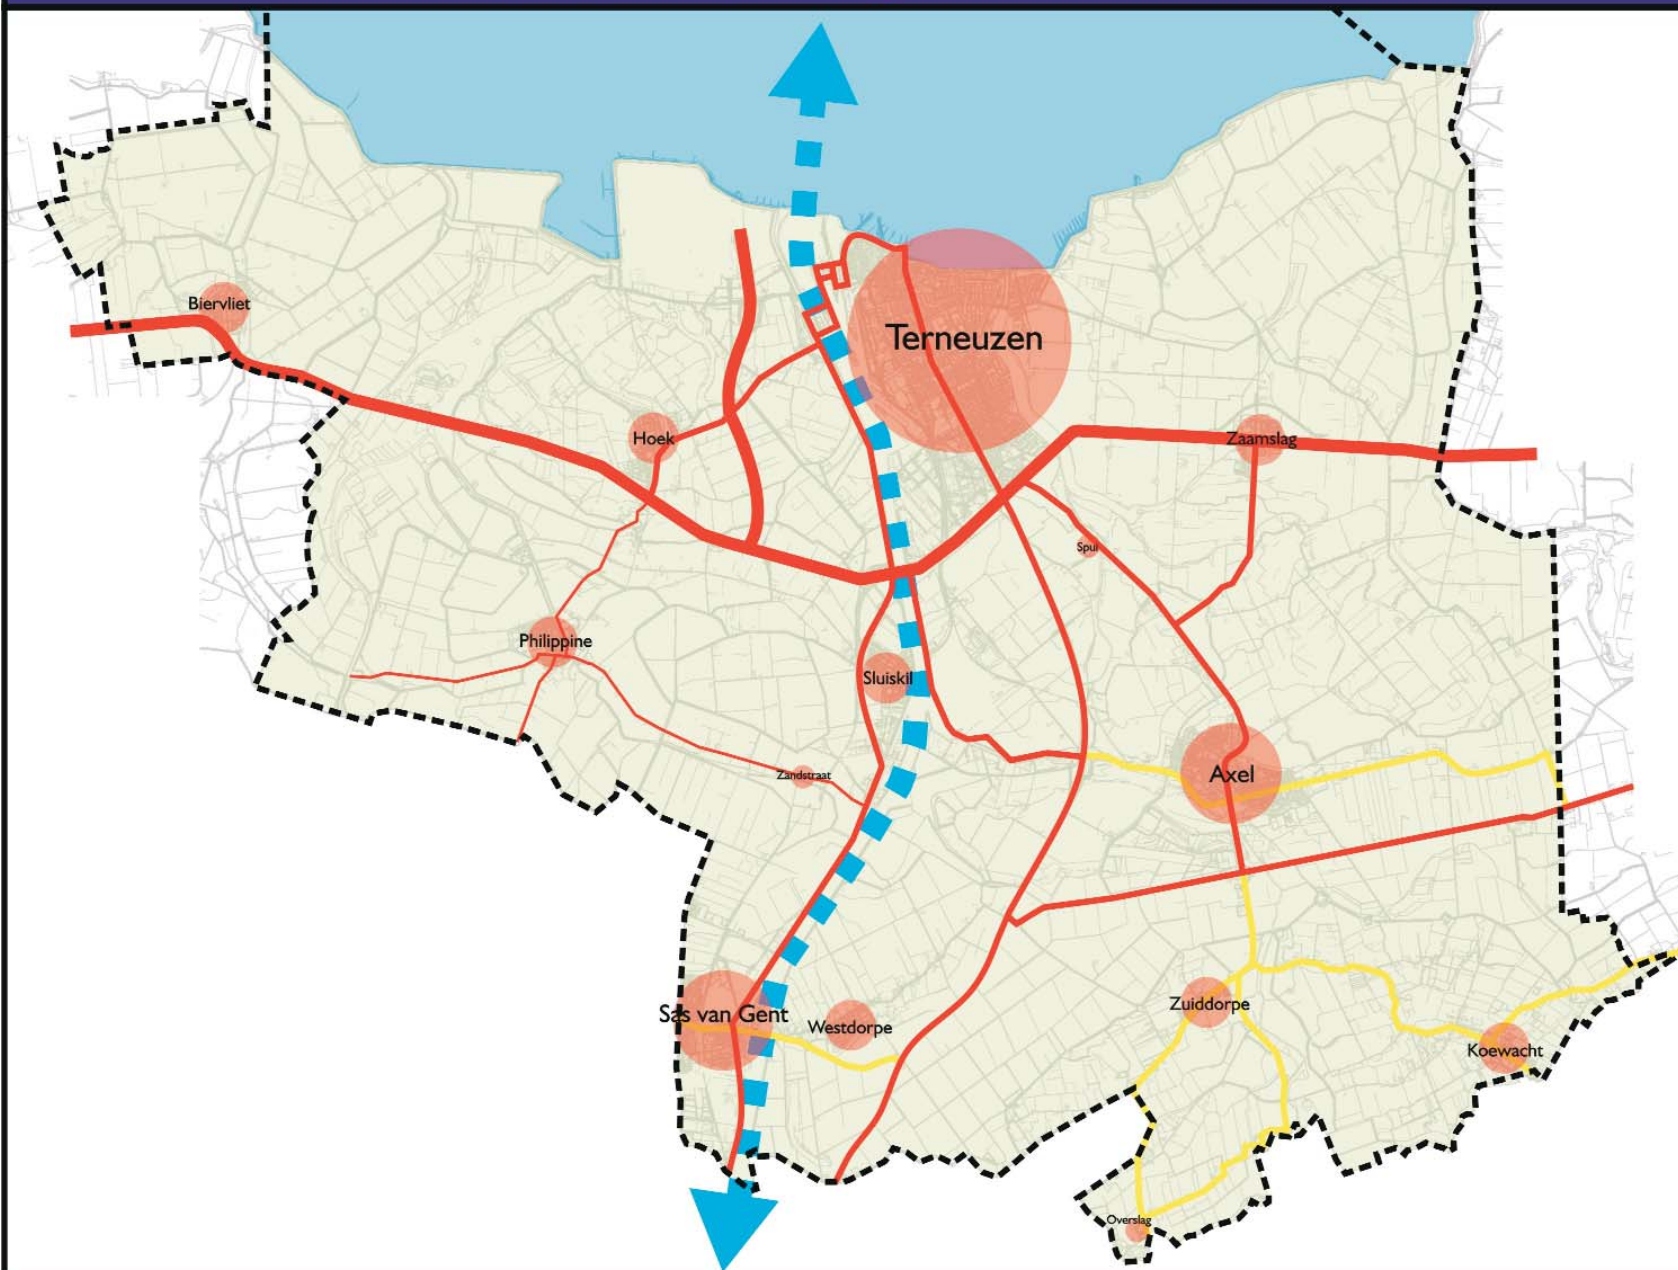 Biervliet
Terneuzen
Hoek
Zaamslag
Spui
Philippine
Sluiskil
Zandstraat
Axel
Sas van Gent
Westdorpe
Zuiddorpe
Koewacht
Overslag